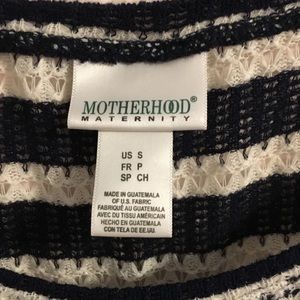 MOTHERHOOD®
MATERNITY
US S
FR P
SP CH
MADE IN GUATEMALA
OF U.S. FABRIC
FABRIQUÉ AU GUATEMALA
AVEC DU TISSU AMÉRICAIN
HECHO EN GUATEMALA
CON TELA DE EE.UU.